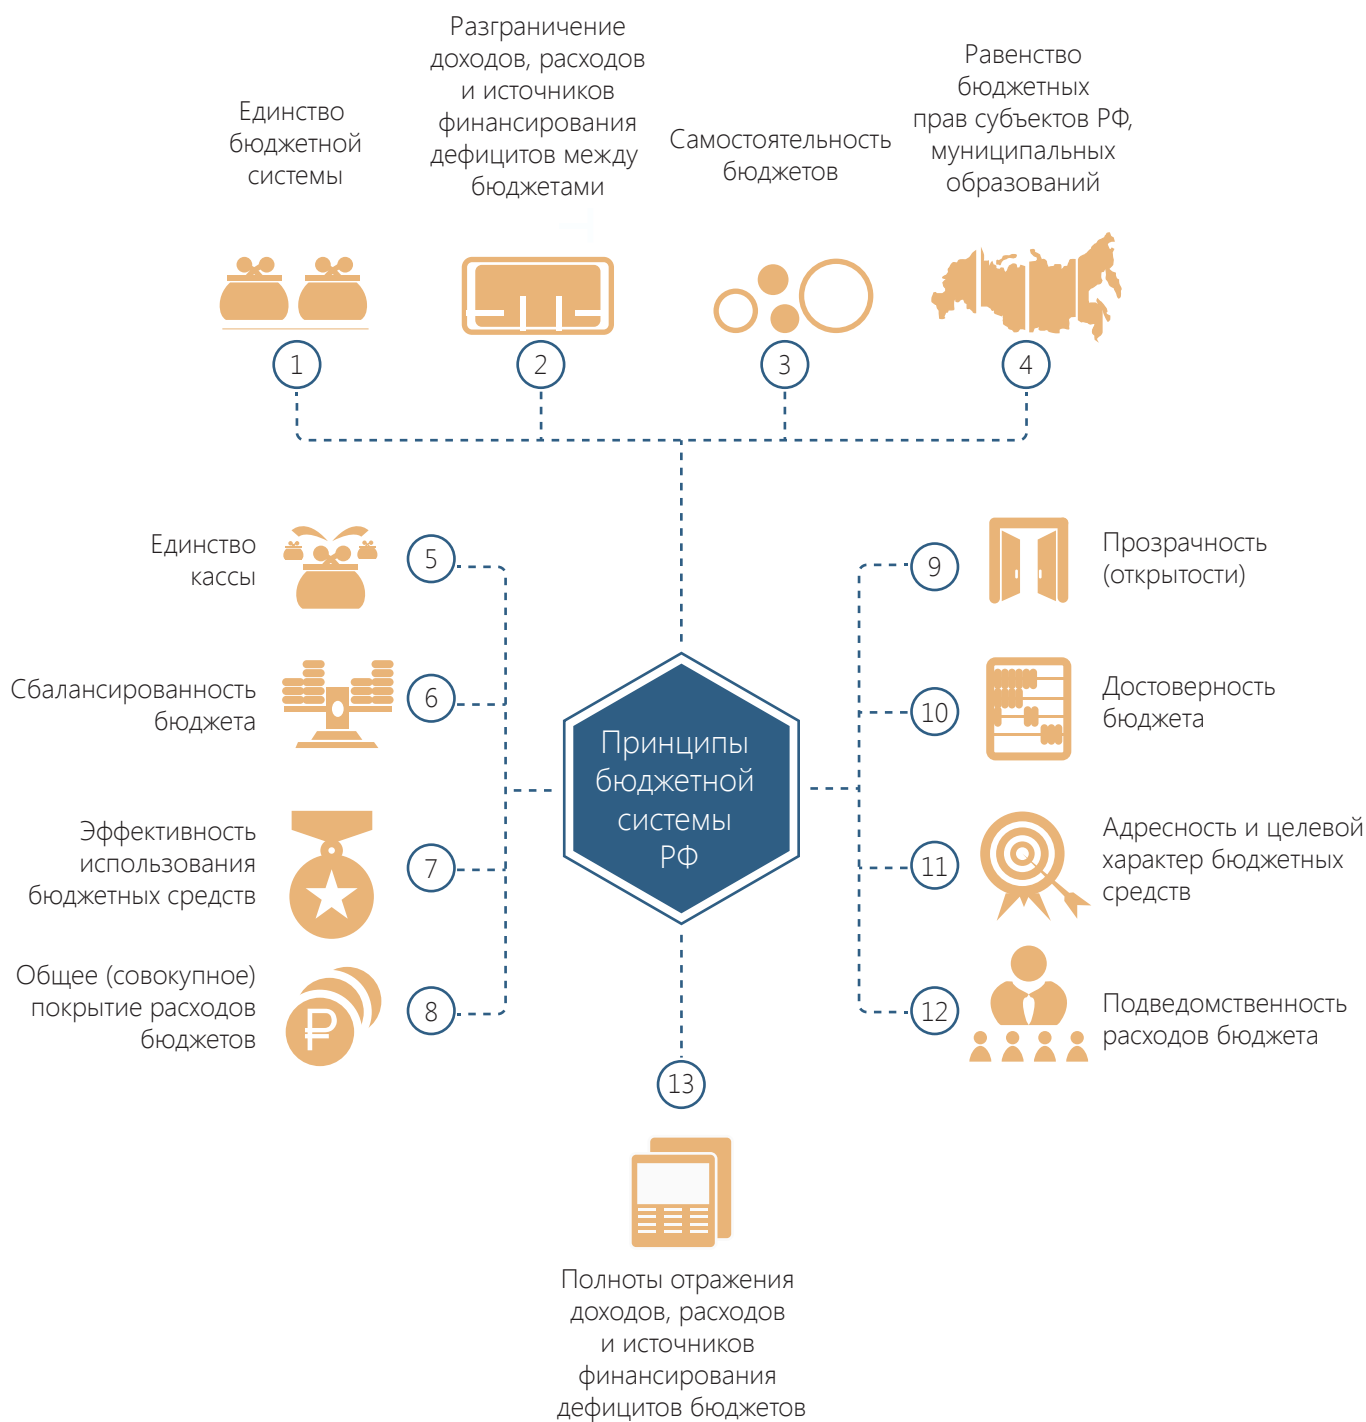 Единство
бюджетной
системы
1
Разграничение
доходов, расходов
и источников
финансирования
дефицитов между
бюджетами
2
Самостоятельность
бюджетов
3
Равенство
бюджетных
прав субъектов РФ,
муниципальных
образований
4
Единство
кассы
5
Сбалансированность
бюджета
6
Эффективность
использования
бюджетных средств
7
Общее (совокупное)
покрытие расходов
бюджетов
8
Принципы
бюджетной
системы
РФ
9
Прозрачность
(открытости)
10
Достоверность
бюджета
11
Адресность и целевой
характер бюджетных
средств
12
Подведомственность
расходов бюджета
13
Полноты отражения
доходов, расходов
и источников
финансирования
дефицитов бюджетов